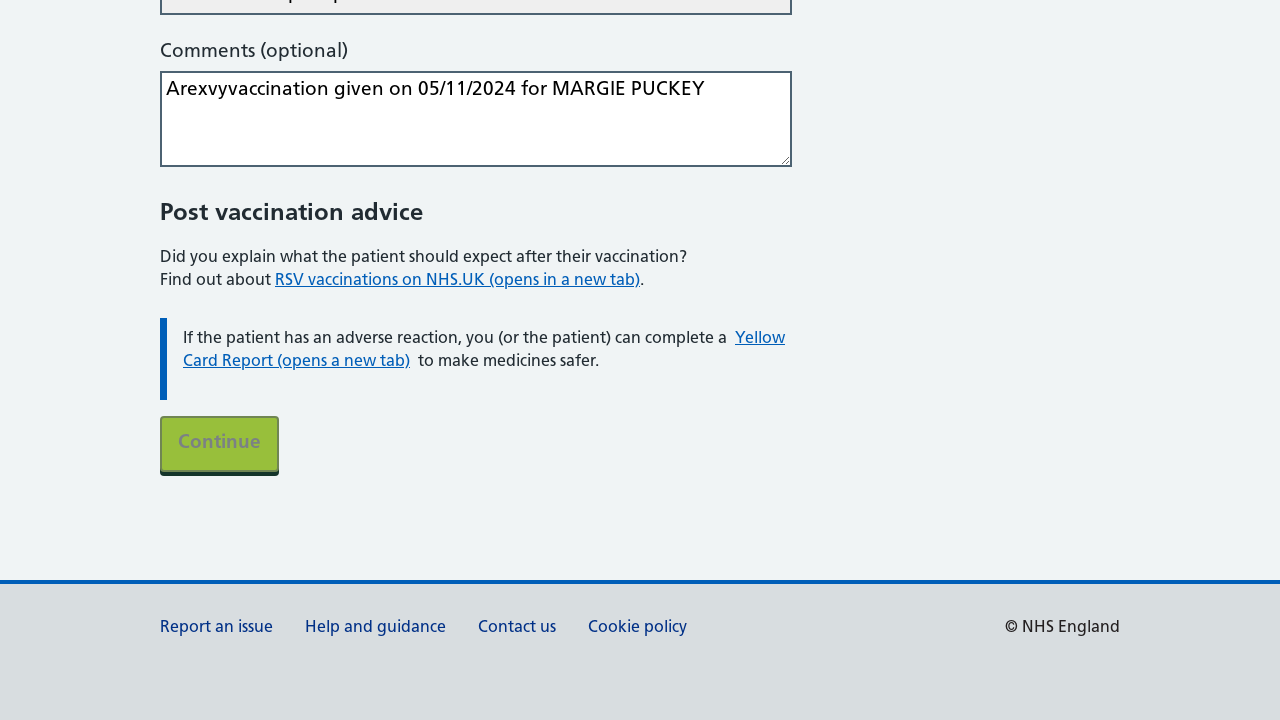 Comments (optional)
Arexvyvaccination given on 05/11/2024 for MARGIE PUCKEY
Post vaccination advice
Did you explain what the patient should expect after their vaccination?
Find out about RSV vaccinations on NHS.UK (opens in a new tab).
If the patient has an adverse reaction, you (or the patient) can complete a Yellow
Card Report (opens a new tab) to make medicines safer.
Continue
Report an issue Help and guidance Contact us Cookie policy © NHS England